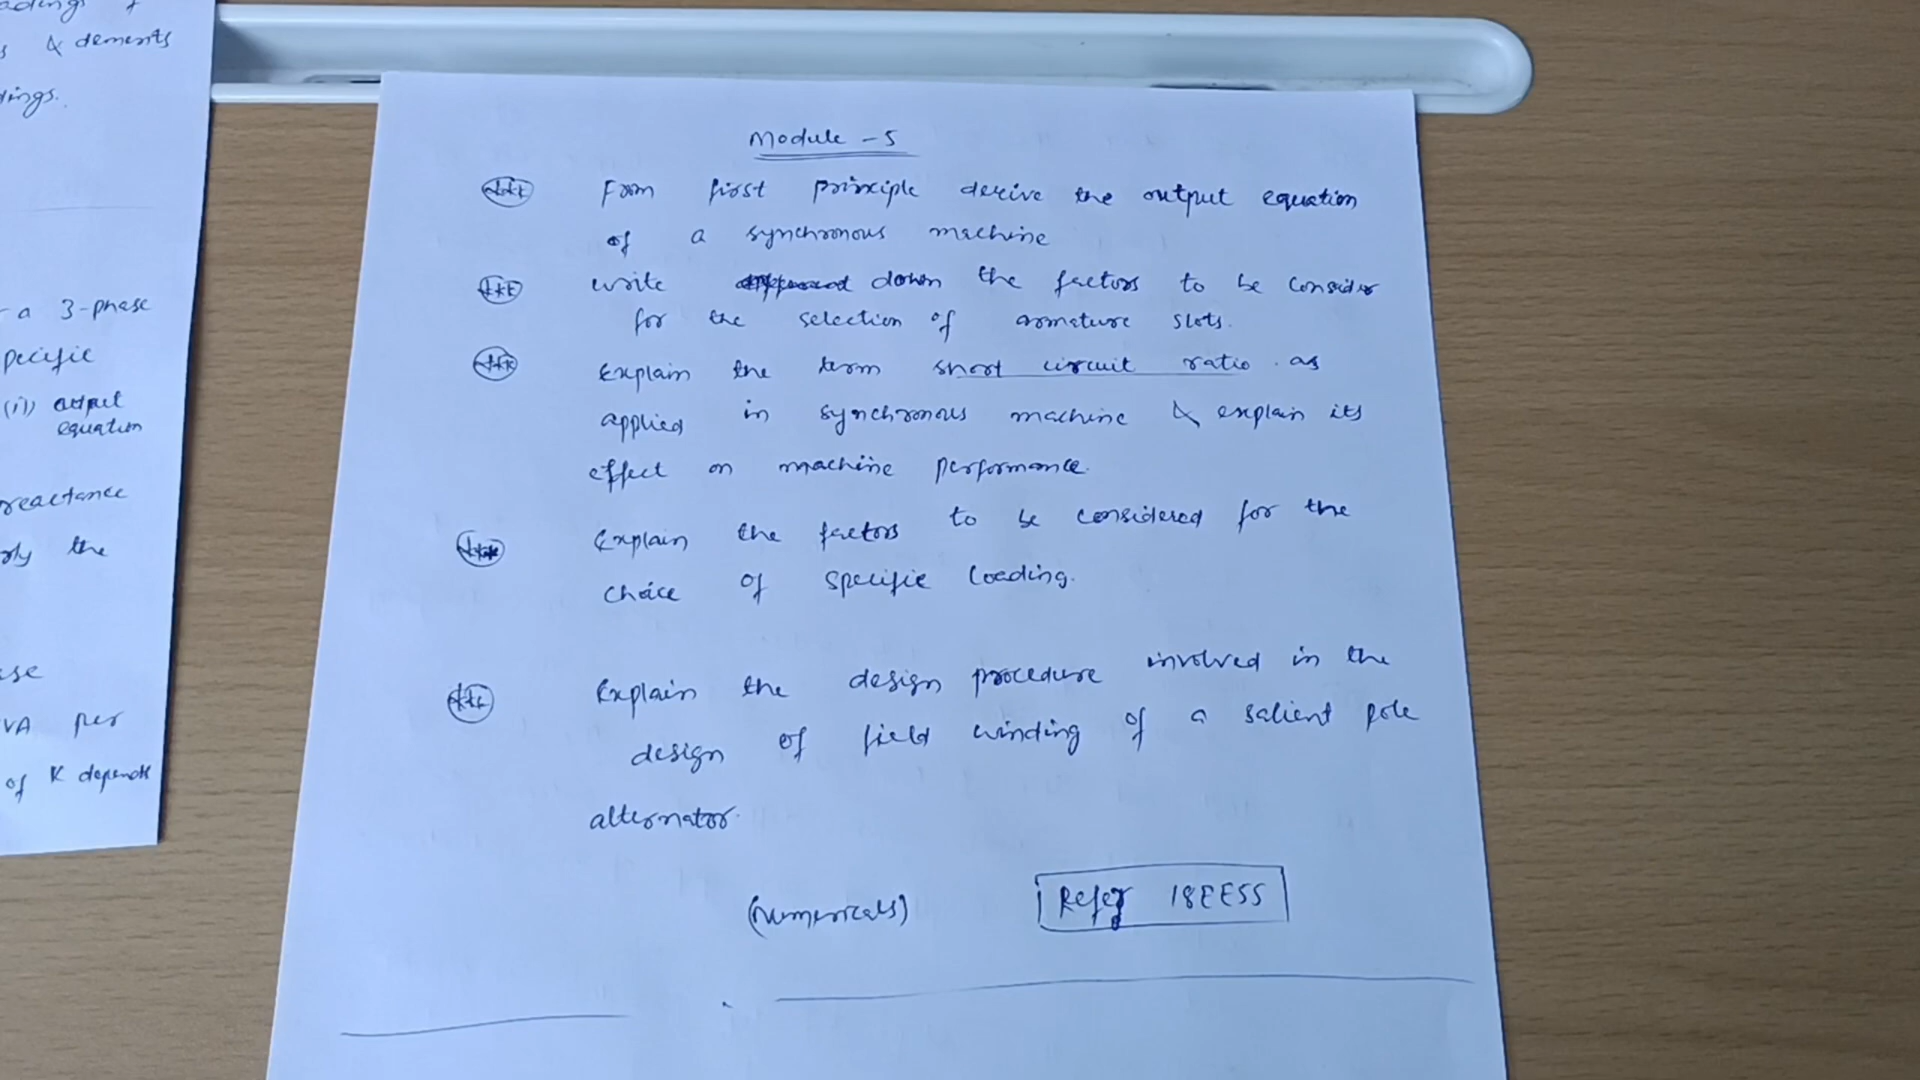 & dements
a 3-phase
pecific
(i)) output
equation
reactance
the
VA per
of K depends
Module - 5
*** From first principle derive the output equation
of a synchronous machine
*** write down the factors to be consider
for the selection of armature slots.
*** Explain the term short circuit ratio as
applied in synchronous machine & explain its
effect on machine performance.
*** Explain the factors to be considered for the
choice of specific loading.
*** Explain the design procedure involved in the
design of field winding of a salient pole
alternator.
(Numericals) Refer 18EE55